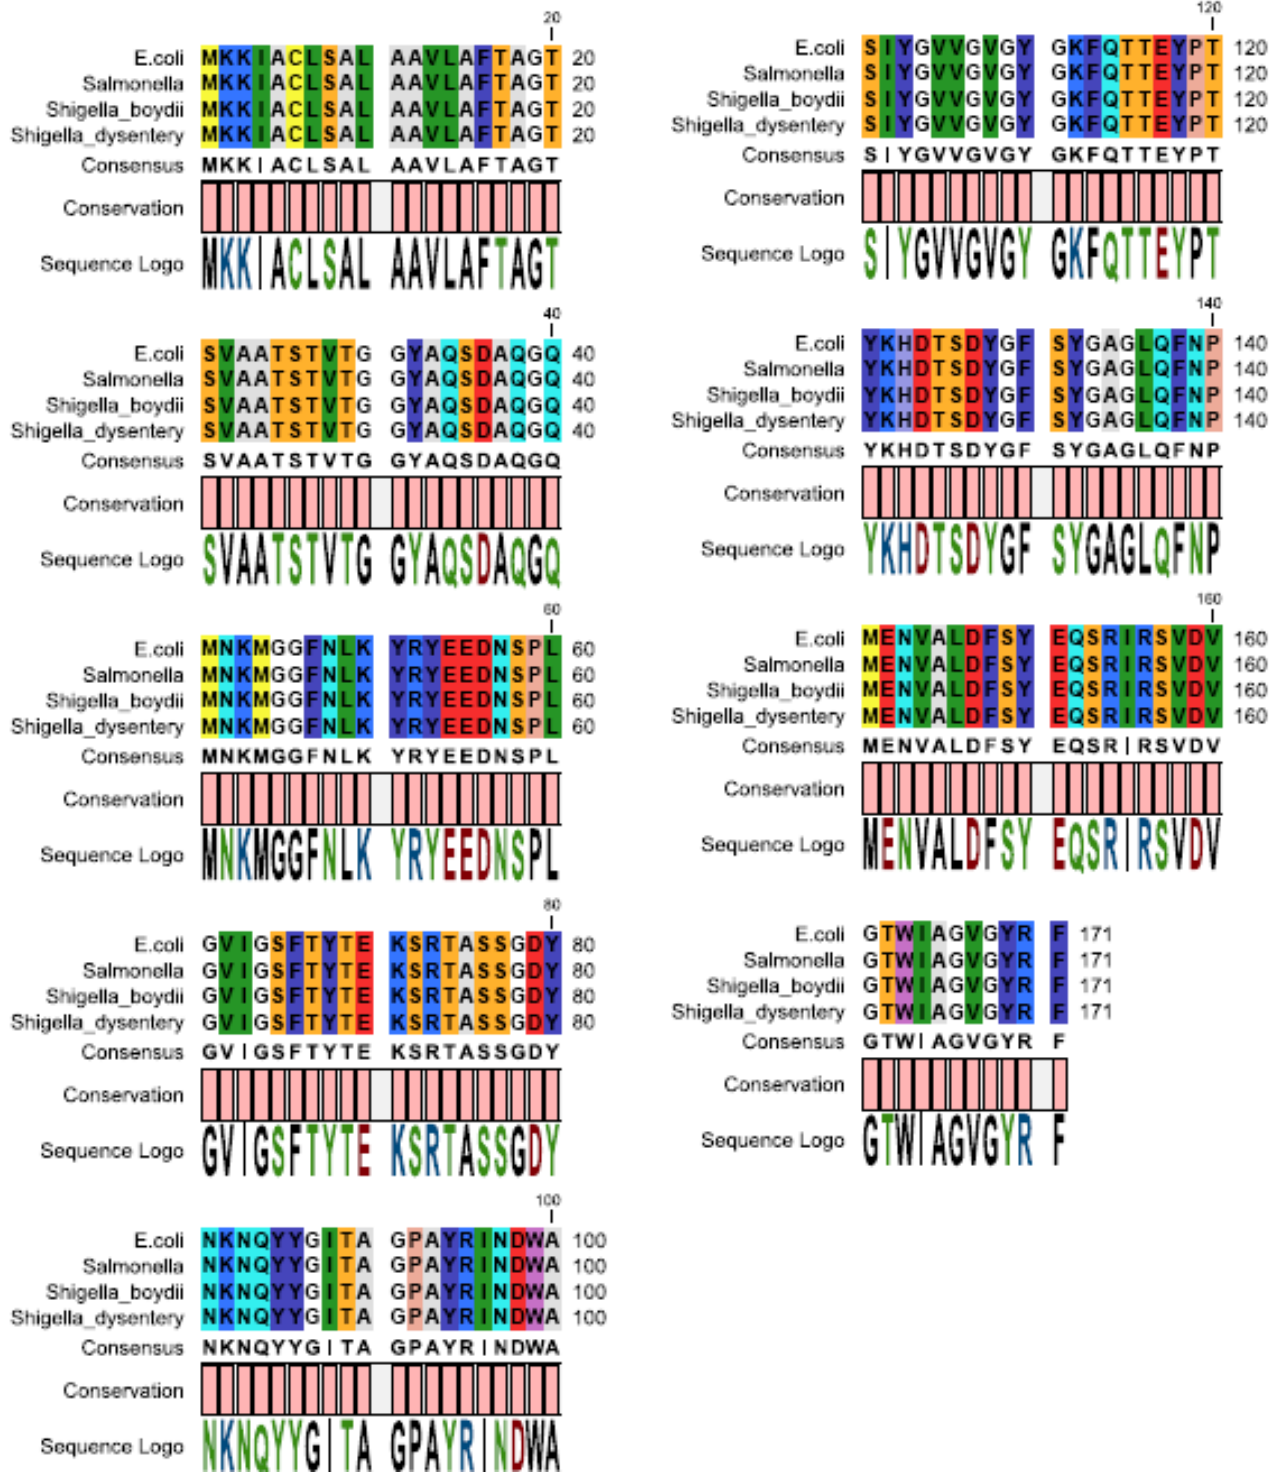 20
E.coli MKKIACLSAL AAVLAFTAGT 20
Salmonella MKKIACLSAL AAVLAFTAGT 20
Shigella_boydii MKKIACLSAL AAVLAFTAGT 20
Shigella_dysentery MKKIACLSAL AAVLAFTAGT 20
Consensus MKKIACLSAL AAVLAFTAGT
Conservation
Sequence Logo MKKIACLSAL AAVLAFTAGT
40
E.coli SVAATSTVTG GYAQSDAQGQ 40
Salmonella SVAATSTVTG GYAQSDAQGQ 40
Shigella_boydii SVAATSTVTG GYAQSDAQGQ 40
Shigella_dysentery SVAATSTVTG GYAQSDAQGQ 40
Consensus SVAATSTVTG GYAQSDAQGQ
Conservation
Sequence Logo SVAATSTVTG GYAQSDAQGQ
60
E.coli MNKMGGFNLK YRYEEDNSPL 60
Salmonella MNKMGGFNLK YRYEEDNSPL 60
Shigella_boydii MNKMGGFNLK YRYEEDNSPL 60
Shigella_dysentery MNKMGGFNLK YRYEEDNSPL 60
Consensus MNKMGGFNLK YRYEEDNSPL
Conservation
Sequence Logo MNKMGGFNLK YRYEEDNSPL
80
E.coli GVIGSFTYTE KSRTASSGDY 80
Salmonella GVIGSFTYTE KSRTASSGDY 80
Shigella_boydii GVIGSFTYTE KSRTASSGDY 80
Shigella_dysentery GVIGSFTYTE KSRTASSGDY 80
Consensus GVIGSFTYTE KSRTASSGDY
Conservation
Sequence Logo GVIGSFTYTE KSRTASSGDY
100
E.coli NKNQYYGITA GPAYRINDWA 100
Salmonella NKNQYYGITA GPAYRINDWA 100
Shigella_boydii NKNQYYGITA GPAYRINDWA 100
Shigella_dysentery NKNQYYGITA GPAYRINDWA 100
Consensus NKNQYYGITA GPAYRINDWA
Conservation
Sequence Logo NKNQYYGITA GPAYRINDWA
120
E.coli SIYGVVGVGY GKFQTTEYPT 120
Salmonella SIYGVVGVGY GKFQTTEYPT 120
Shigella_boydii SIYGVVGVGY GKFQTTEYPT 120
Shigella_dysentery SIYGVVGVGY GKFQTTEYPT 120
Consensus SIYGVVGVGY GKFQTTEYPT
Conservation
Sequence Logo SIYGVVGVGY GKFQTTEYPT
140
E.coli YKHDTSDYGF SYGAGLQFNP 140
Salmonella YKHDTSDYGF SYGAGLQFNP 140
Shigella_boydii YKHDTSDYGF SYGAGLQFNP 140
Shigella_dysentery YKHDTSDYGF SYGAGLQFNP 140
Consensus YKHDTSDYGF SYGAGLQFNP
Conservation
Sequence Logo YKHDTSDYGF SYGAGLQFNP
160
E.coli MENVALDFSY EQSRIRSVDV 160
Salmonella MENVALDFSY EQSRIRSVDV 160
Shigella_boydii MENVALDFSY EQSRIRSVDV 160
Shigella_dysentery MENVALDFSY EQSRIRSVDV 160
Consensus MENVALDFSY EQSRIRSVDV
Conservation
Sequence Logo MENVALDFSY EQSRIRSVDV
E.coli GTWIAGVGYR F 171
Salmonella GTWIAGVGYR F 171
Shigella_boydii GTWIAGVGYR F 171
Shigella_dysentery GTWIAGVGYR F 171
Consensus GTWIAGVGYR F
Conservation
Sequence Logo GTWIAGVGYR F